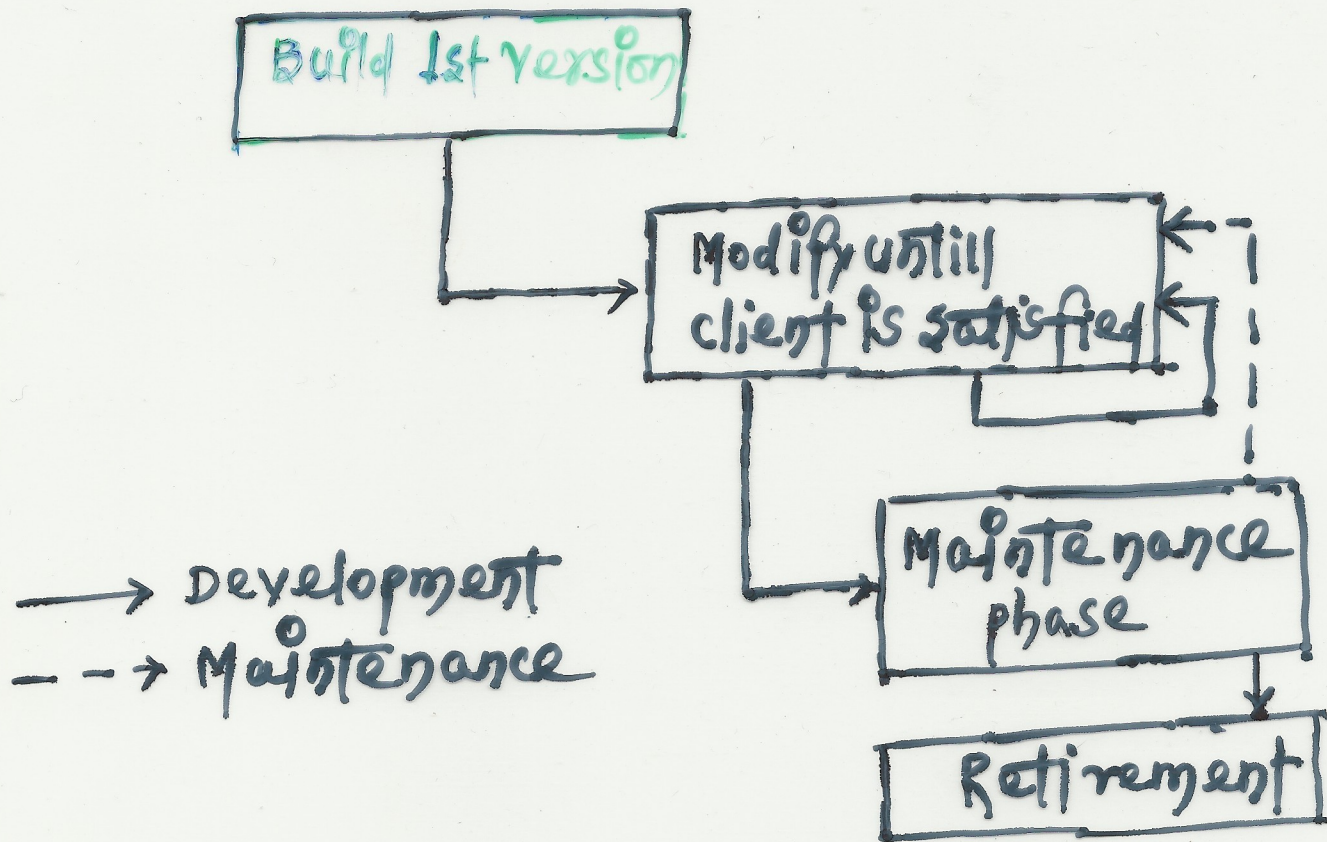 Build 1st version
Modify untill
client is satisfied
Maintenance
phase
Development
Maintenance
Retirement